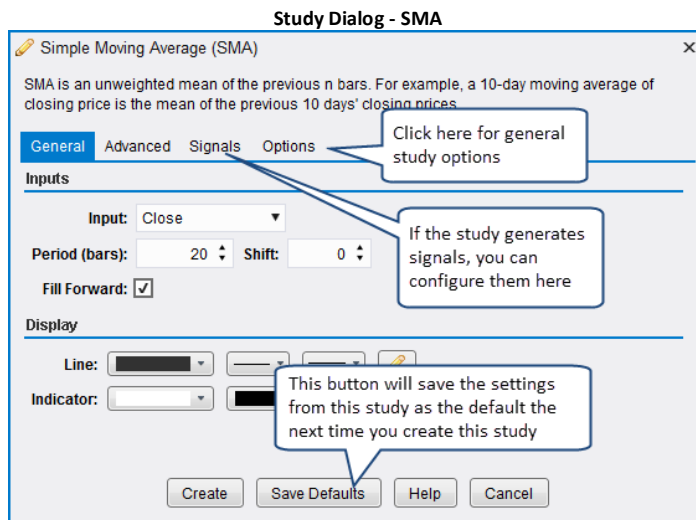 Study Dialog - SMA
Simple Moving Average (SMA)
SMA is an unweighted mean of the previous n bars. For example, a 10-day moving average of
closing price is the mean of the previous 10 days' closing prices
General Advanced Signals Options
Click here for general
study options
Inputs
Input: Close
If the study generates
signals, you can
configure them here
Period (bars): 20 Shift: 0
Fill Forward:
Display
Line:
Indicator:
This button will save the settings
from this study as the default the
next time you create this study
Create Save Defaults Help Cancel